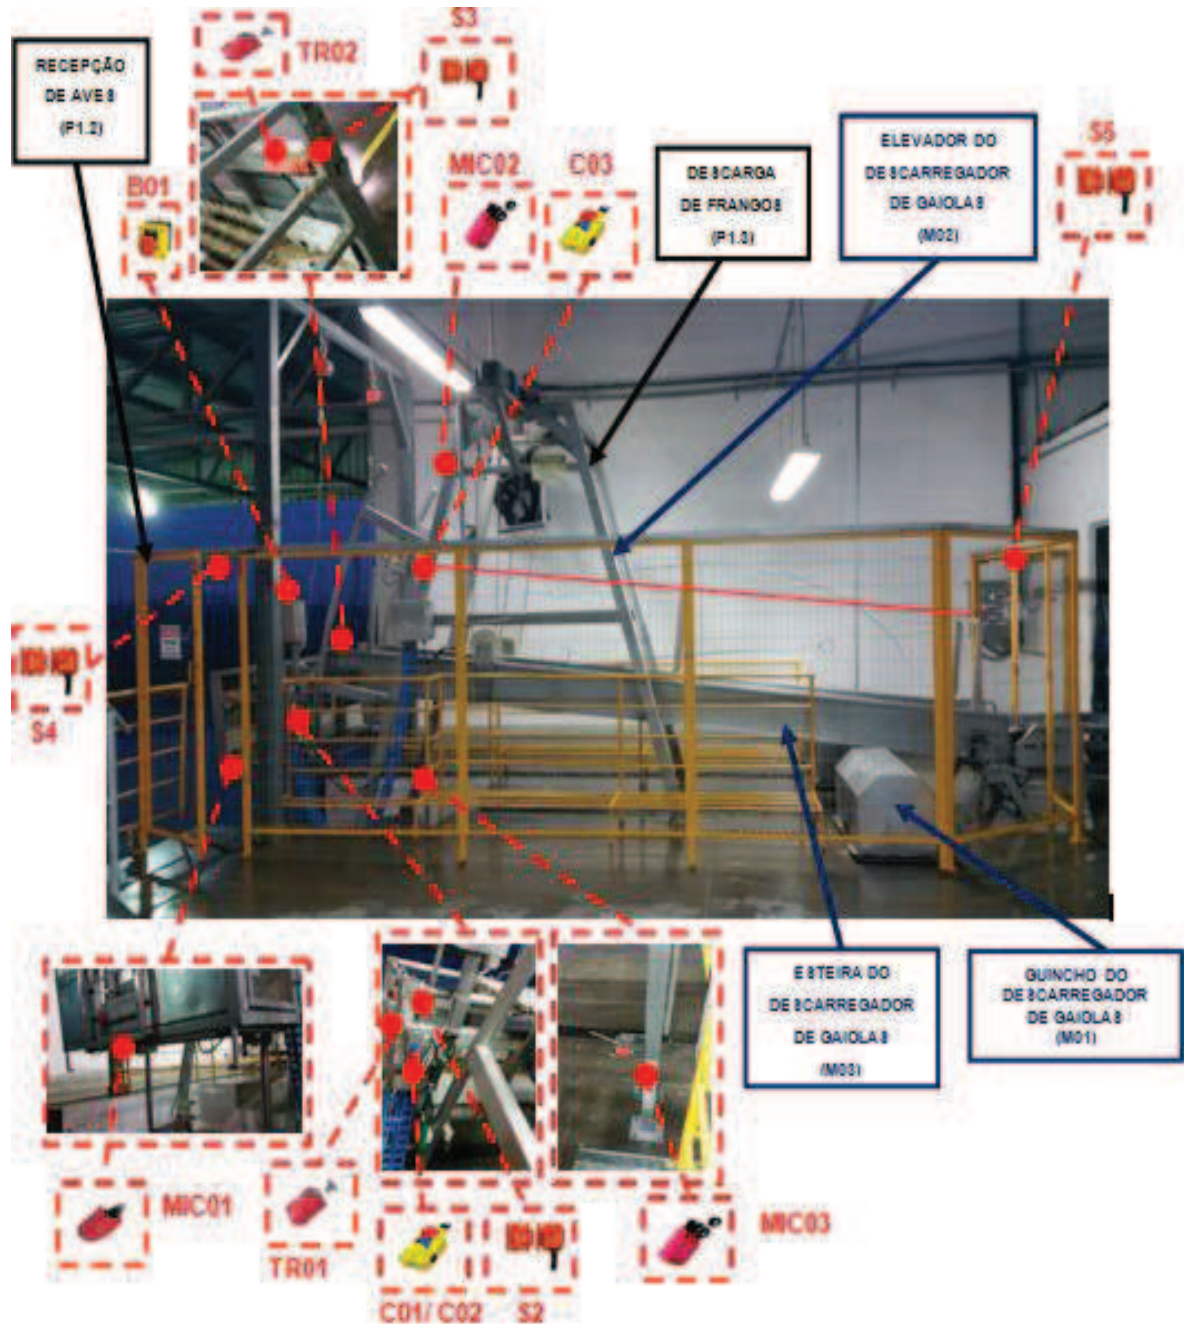 S3
TR02
RECEPÇÃO
DE AVES
(P1.2)
ELEVADOR DO
DESCARREGADOR
DE GAIOLAS
(M02)
S5
B01
MIC02
C03
DESCARGA
DE FRANGOS
(P1.3)
S4
ESTEIRA DO
DESCARREGADOR
DE GAIOLAS
(M03)
GUINCHO DO
DESCARREGADOR
DE GAIOLAS
(M01)
MIC01
TR01
C01/ C02
S2
MIC03